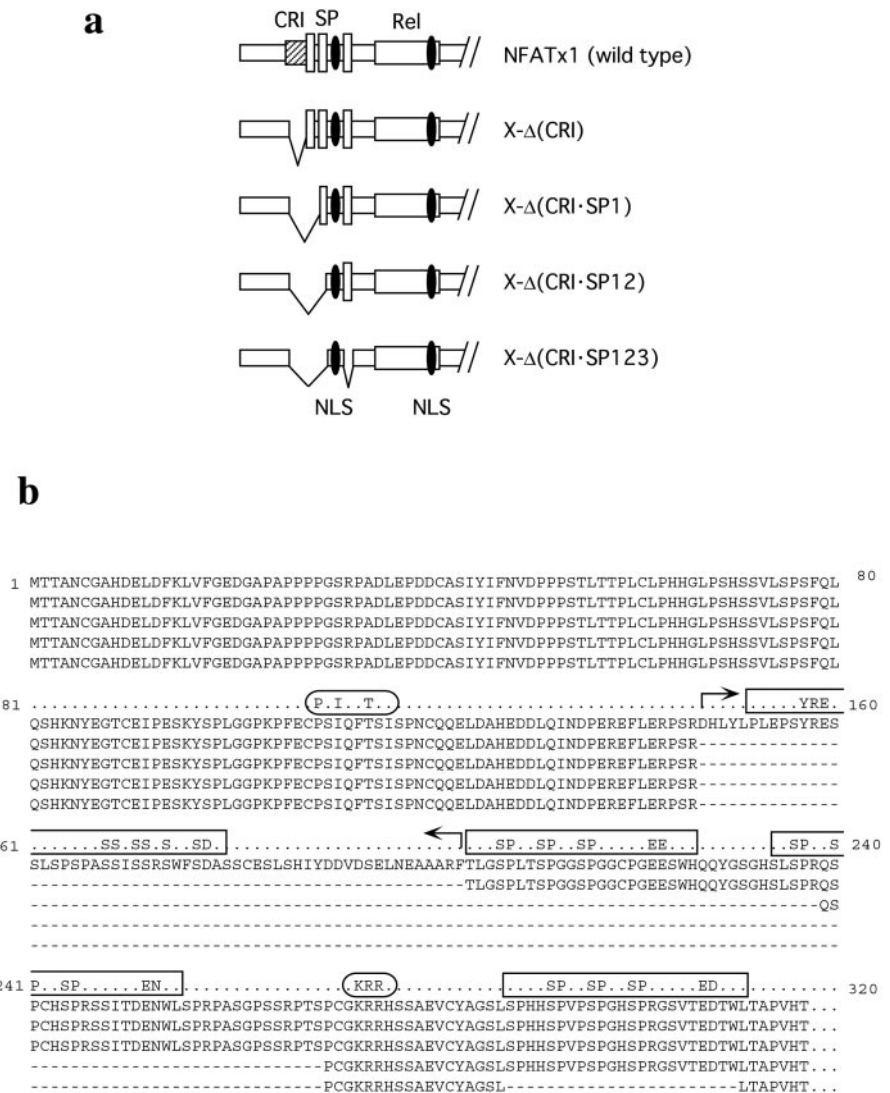 a
CRI SP Rel
NFATx1 (wild type)
X-Δ(CRI)
X-Δ(CRI·SP1)
X-Δ(CRI·SP12)
X-Δ(CRI·SP123)
NLS NLS
b
1 MTTANCGAHDELDFKLVFGEDGAPAPPPPGSRPADLEPDDCASIYIFNVDPPPSTLTTPLCLPHHGLPSHSSVLSPSFQL 80
MTTANCGAHDELDFKLVFGEDGAPAPPPPGSRPADLEPDDCASIYIFNVDPPPSTLTTPLCLPHHGLPSHSSVLSPSFQL
MTTANCGAHDELDFKLVFGEDGAPAPPPPGSRPADLEPDDCASIYIFNVDPPPSTLTTPLCLPHHGLPSHSSVLSPSFQL
MTTANCGAHDELDFKLVFGEDGAPAPPPPGSRPADLEPDDCASIYIFNVDPPPSTLTTPLCLPHHGLPSHSSVLSPSFQL
MTTANCGAHDELDFKLVFGEDGAPAPPPPGSRPADLEPDDCASIYIFNVDPPPSTLTTPLCLPHHGLPSHSSVLSPSFQL
81 ............................P.I..T..........................................YRE. 160
QSHKNYEGTCEIPESKYSPLGGPKPFECPSIQFTSISPNCQQELDAHEDDLQINDPEREFLERPSRDHLYLPLEPSYRES
QSHKNYEGTCEIPESKYSPLGGPKPFECPSIQFTSISPNCQQELDAHEDDLQINDPEREFLERPSR--------------
QSHKNYEGTCEIPESKYSPLGGPKPFECPSIQFTSISPNCQQELDAHEDDLQINDPEREFLERPSR--------------
QSHKNYEGTCEIPESKYSPLGGPKPFECPSIQFTSISPNCQQELDAHEDDLQINDPEREFLERPSR--------------
QSHKNYEGTCEIPESKYSPLGGPKPFECPSIQFTSISPNCQQELDAHEDDLQINDPEREFLERPSR--------------
61 .......SS.SS.S..SD............................SP..SP..SP.....EE............SP..S 240
SLSPSPASSISSRSWFSDASSCESLSHIYDDVDSELNEAAARFTLGSPLTSPGGSPGGCPGEESWHQQYGSGHSLSPRQS
-------------------------------------------TLGSPLTSPGGSPGGCPGEESWHQQYGSGHSLSPRQS
------------------------------------------------------------------------------QS
--------------------------------------------------------------------------------
--------------------------------------------------------------------------------
241 P..SP......EN...................KRR................SP..SP..SP.....ED............ 320
PCHSPRSSITDENWLSPRPASGPSSRPTSPCGKRRHSSAEVCYAGSLSPHHSPVPSPGHSPRGSVTEDTWLTAPVHT...
PCHSPRSSITDENWLSPRPASGPSSRPTSPCGKRRHSSAEVCYAGSLSPHHSPVPSPGHSPRGSVTEDTWLTAPVHT...
PCHSPRSSITDENWLSPRPASGPSSRPTSPCGKRRHSSAEVCYAGSLSPHHSPVPSPGHSPRGSVTEDTWLTAPVHT...
-----------------------------PCGKRRHSSAEVCYAGSLSPHHSPVPSPGHSPRGSVTEDTWLTAPVHT...
-----------------------------PCGKRRHSSAEVCYAGSL-----------------------LTAPVHT...